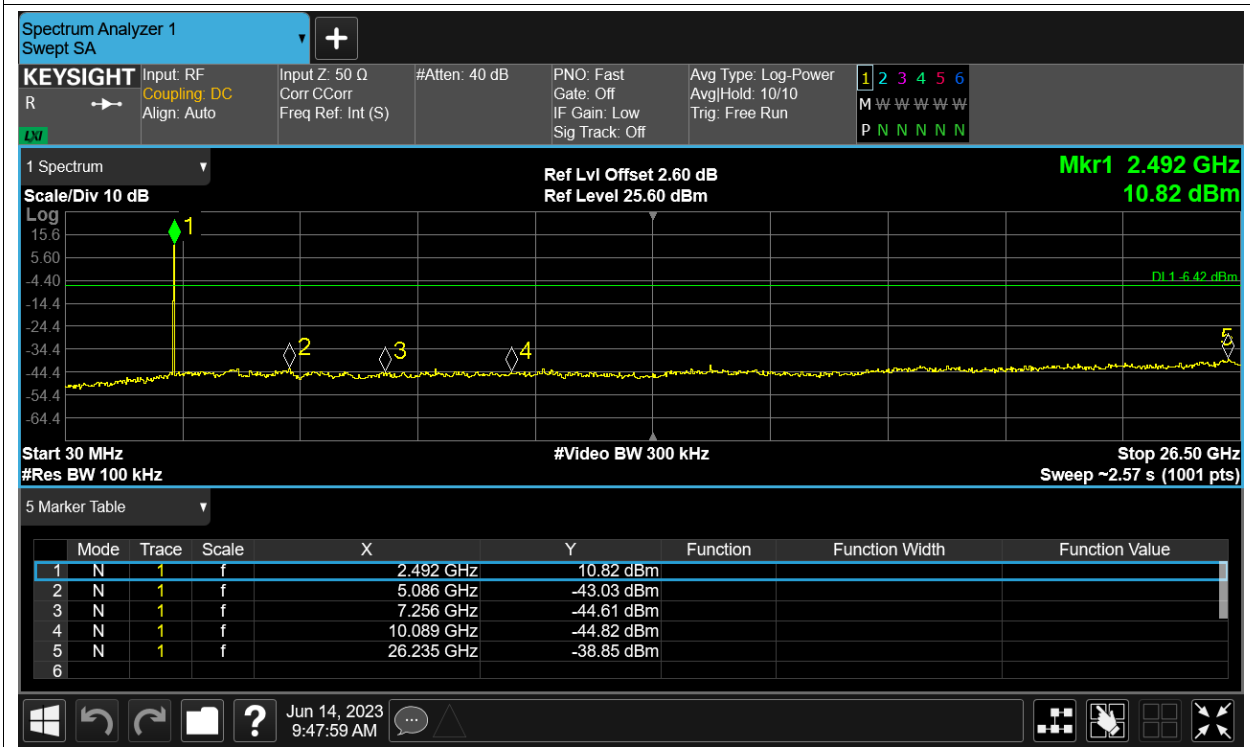 Spectrum Analyzer 1
Swept SA
KEYSIGHT
R
LXI
Input: RF
Coupling: DC
Align: Auto
Input Z: 50 Ω
Corr CCorr
Freq Ref: Int (S)
#Atten: 40 dB
PNO: Fast
Gate: Off
IF Gain: Low
Sig Track: Off
Avg Type: Log-Power
Avg|Hold: 10/10
Trig: Free Run
1 2 3 4 5 6
M W W W W W W
P N N N N N N
1 Spectrum
Scale/Div 10 dB
Ref Lvl Offset 2.60 dB
Ref Level 25.60 dBm
Mkr1 2.492 GHz
10.82 dBm
Log
15.6
5.60
-4.40
-14.4
-24.4
-34.4
-44.4
-54.4
-64.4
1
2
3
4
5
DL1 -6.42 dBm
Start 30 MHz
#Video BW 300 kHz
Stop 26.50 GHz
#Res BW 100 kHz
Sweep ~2.57 s (1001 pts)
5 Marker Table
Mode Trace Scale X Y Function Function Width Function Value
1 N 1 f 2.492 GHz 10.82 dBm
2 N 1 f 5.086 GHz -43.03 dBm
3 N 1 f 7.256 GHz -44.61 dBm
4 N 1 f 10.089 GHz -44.82 dBm
5 N 1 f 26.235 GHz -38.85 dBm
6
?
Jun 14, 2023
9:47:59 AM